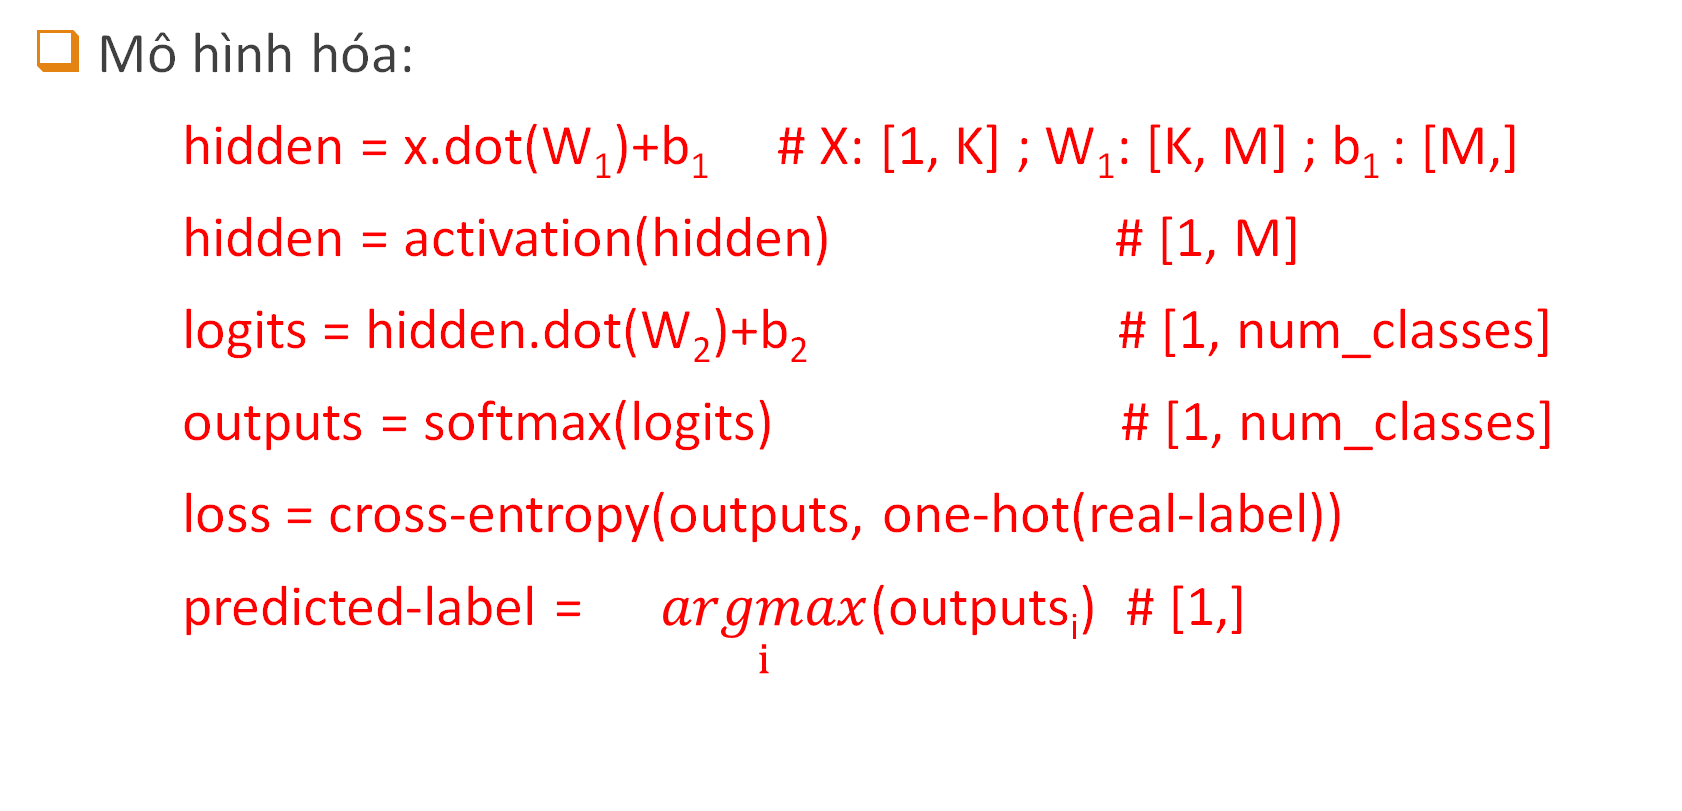 Mô hình hóa:
hidden = x.dot(W₁)+b₁ # X: [1, K] ; W₁: [K, M] ; b₁ : [M,]
hidden = activation(hidden) # [1, M]
logits = hidden.dot(W₂)+b₂ # [1, num_classes]
outputs = softmax(logits) # [1, num_classes]
loss = cross-entropy(outputs, one-hot(real-label))
predicted-label = argmax(outputsᵢ) # [1,]
i